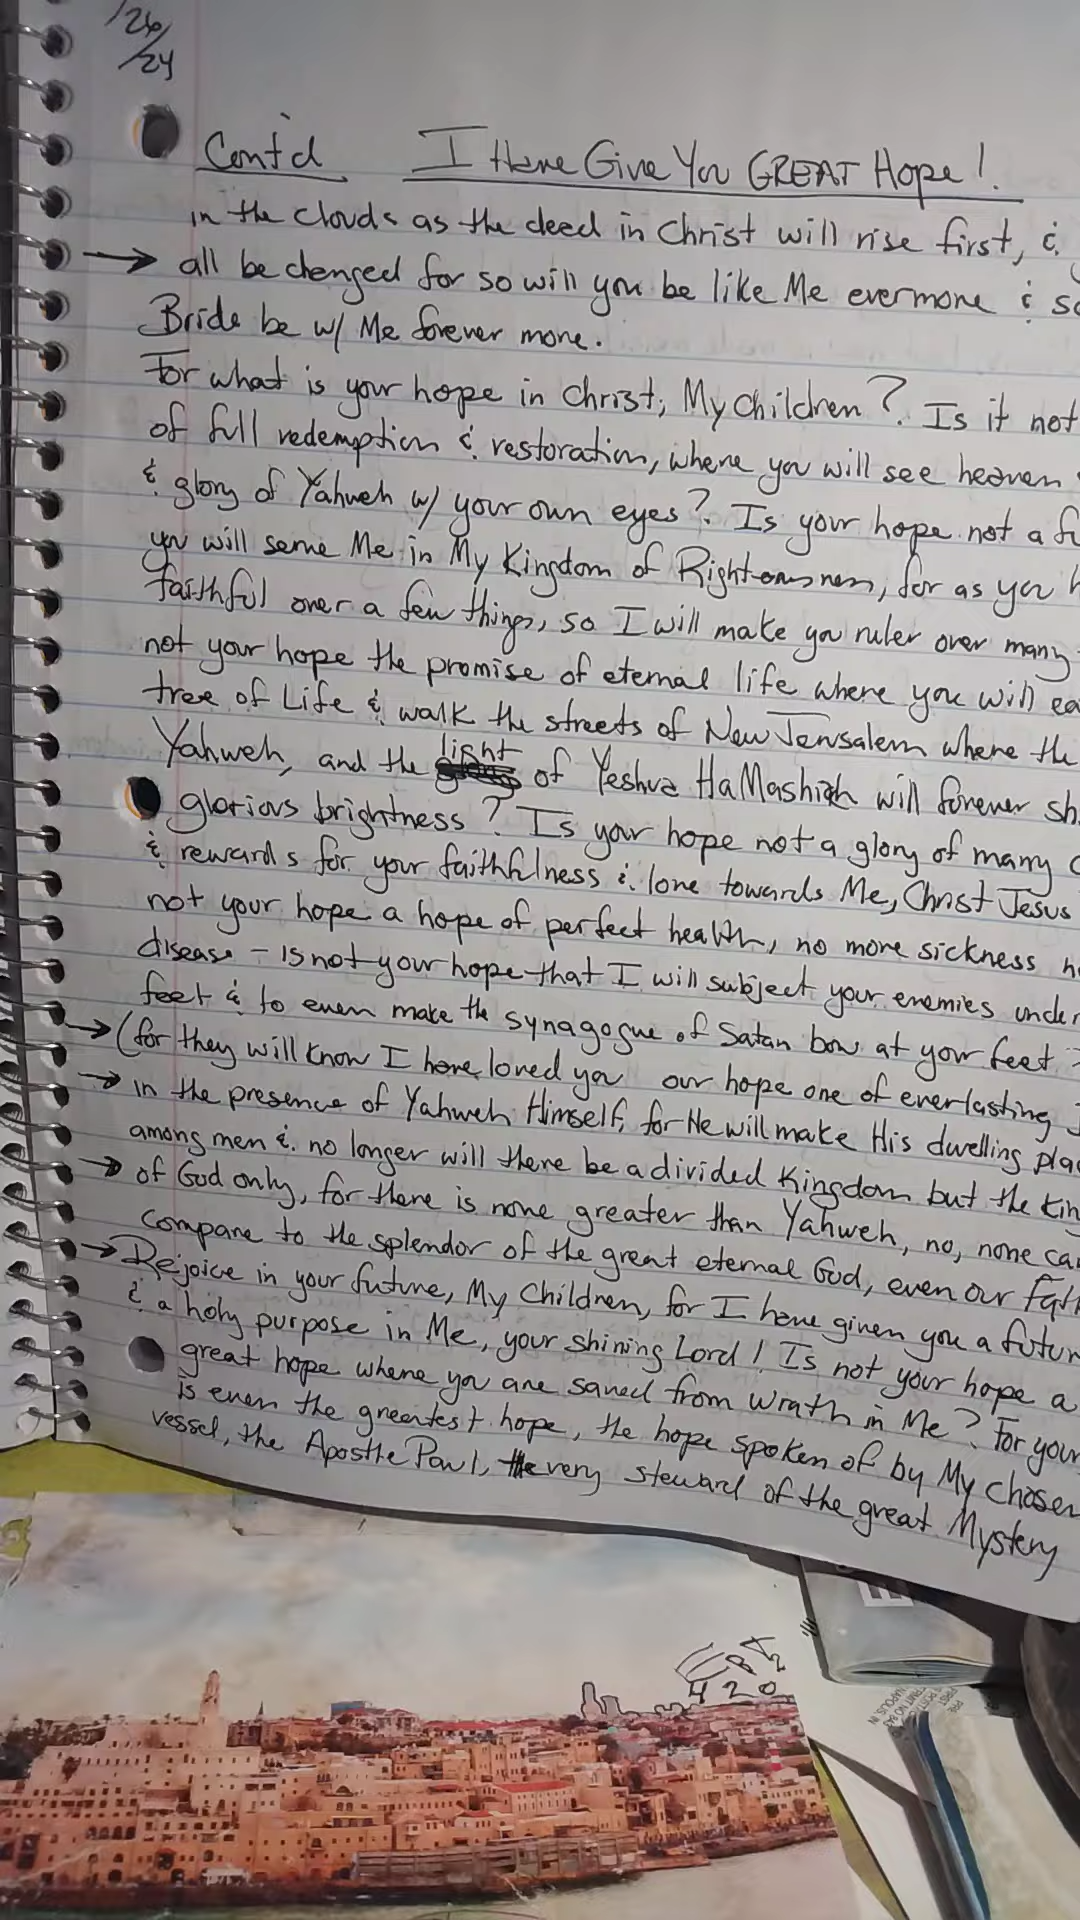 /26
/24
Cont'd I Have Give You GREAT Hope!
in the clouds as the dead in Christ will rise first, &
→ all be changed for so will you be like Me evermore & so
Bride be w/ Me forever more.
For what is your hope in Christ, My Children? Is it not
of full redemption & restoration, where you will see heaven
& glory of Yahweh w/ your own eyes? Is your hope not a fu
you will serve Me in My Kingdom of Righteousness, for as you h
faithful over a few things, so I will make you ruler over many
not your hope the promise of eternal life where you will ea
tree of Life & walk the streets of New Jerusalem where the
Yahweh, and the light of Yeshua HaMashiah will forever sh
glorious brightness? Is your hope not a glory of many c
& rewards for your faithfulness & love towards Me, Christ Jesus
not your hope a hope of perfect health, no more sickness no
disease - is not your hope that I will subject your enemies under
feet & to even make the synagogue of Satan bow at your feet?
→ (for they will know I have loved you our hope one of everlasting
→ in the presence of Yahweh Himself, for He will make His dwelling plac
among men & no longer will there be a divided Kingdom but the King
→ of God only, for there is none greater than Yahweh, no, none can
compare to the splendor of the great eternal God, even our Fath
→ Rejoice in your future, My Children, for I have given you a futur
& a holy purpose in Me, your shining Lord! Is not your hope a
great hope where you are saved from wrath in Me? For your
is even the greatest hope, the hope spoken of by My chosen
vessel, the Apostle Paul, the very steward of the great Mystery
420